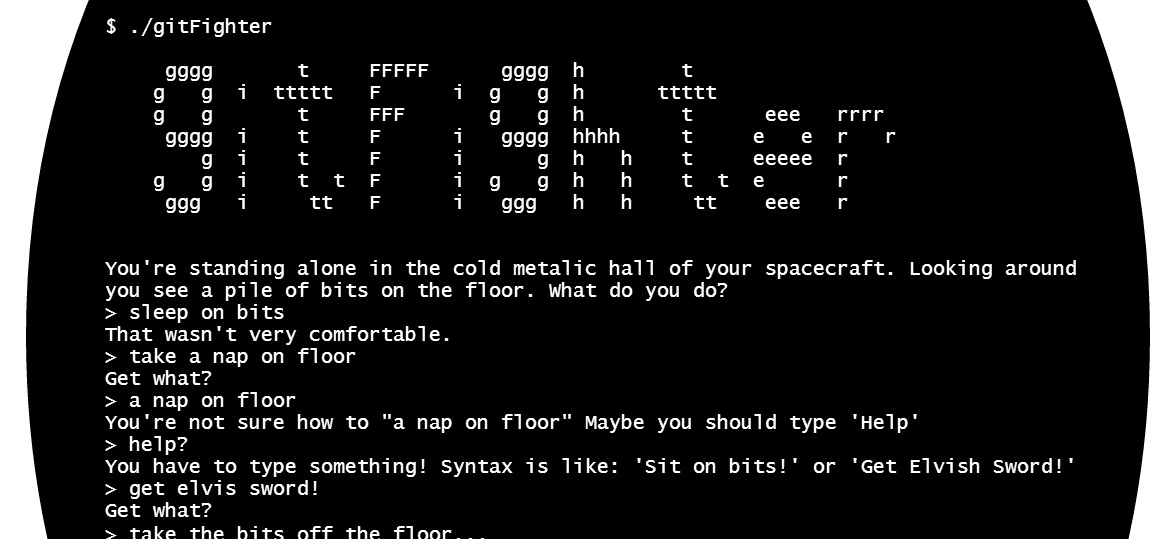 $ ./gitFighter
     gggg       t     FFFFF      gggg  h        t
    g   g  i  ttttt   F      i  g   g  h      ttttt
    g   g       t     FFF       g   g  h        t      eee   rrrr
     gggg  i    t     F      i   gggg  hhhh     t     e   e  r   r
        g  i    t     F      i      g  h   h    t     eeeee  r
    g   g  i    t  t  F      i  g   g  h   h    t  t  e      r
     ggg   i     tt   F      i   ggg   h   h     tt    eee   r
You're standing alone in the cold metalic hall of your spacecraft. Looking around
you see a pile of bits on the floor. What do you do?
> sleep on bits
That wasn't very comfortable.
> take a nap on floor
Get what?
> a nap on floor
You're not sure how to "a nap on floor" Maybe you should type 'Help'
> help?
You have to type something! Syntax is like: 'Sit on bits!' or 'Get Elvish Sword!'
> get elvis sword!
Get what?
> take the bits off the floor...